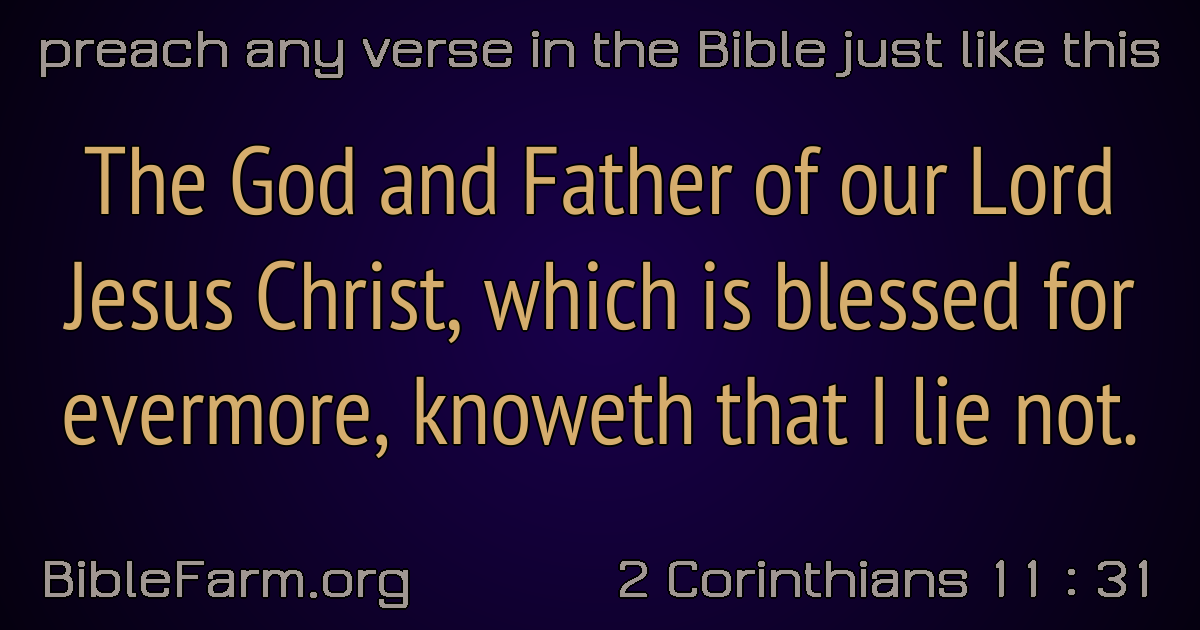 preach any verse in the Bible just like this
The God and Father of our Lord
Jesus Christ, which is blessed for
evermore, knoweth that I lie not.
BibleFarm.org
2 Corinthians 11 : 31